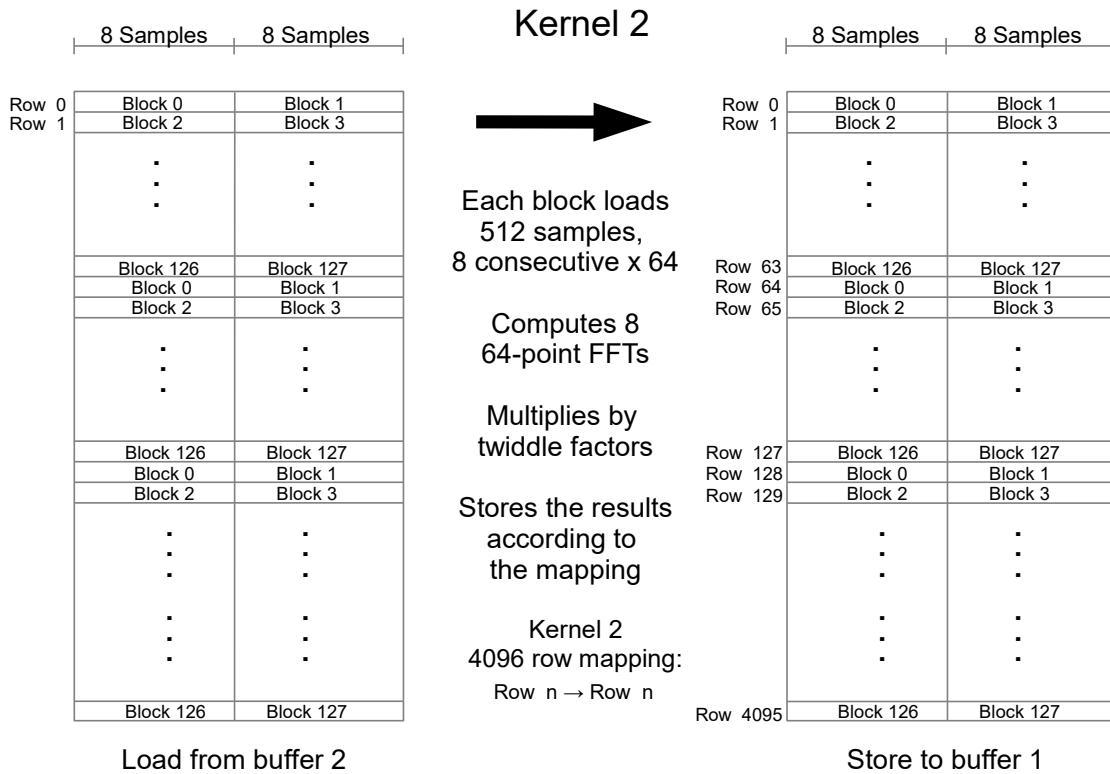 Kernel 2
8 Samples 8 Samples
Row 0 Block 0 Block 1
Row 1 Block 2 Block 3
Block 126 Block 127
Block 0 Block 1
Block 2 Block 3
Block 126 Block 127
Block 0 Block 1
Block 2 Block 3
Block 126 Block 127
Load from buffer 2
Each block loads
512 samples,
8 consecutive x 64
Computes 8
64-point FFTs
Multiplies by
twiddle factors
Stores the results
according to
the mapping
Kernel 2
4096 row mapping:
Row n → Row n
8 Samples 8 Samples
Row 0 Block 0 Block 1
Row 1 Block 2 Block 3
Row 63 Block 126 Block 127
Row 64 Block 0 Block 1
Row 65 Block 2 Block 3
Row 127 Block 126 Block 127
Row 128 Block 0 Block 1
Row 129 Block 2 Block 3
Row 4095 Block 126 Block 127
Store to buffer 1